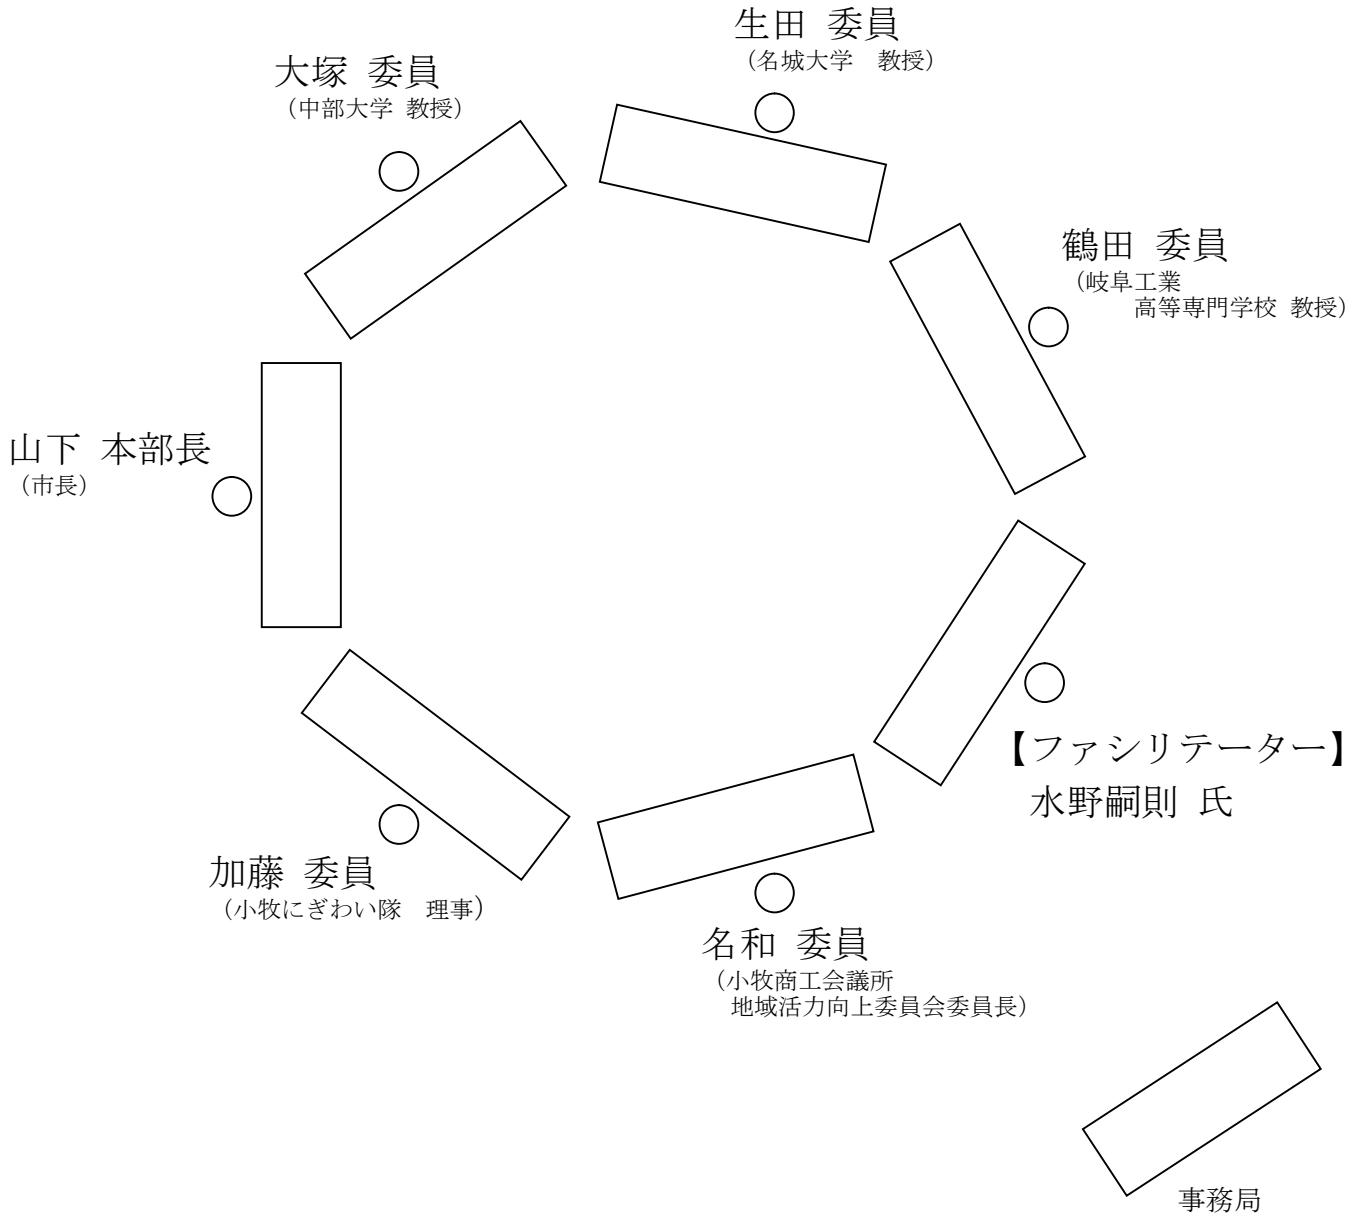 生田 委員
（名城大学　教授）
大塚 委員
（中部大学 教授）
鶴田 委員
（岐阜工業
高等専門学校 教授）
山下 本部長
（市長）
【ファシリテーター】
水野嗣則 氏
加藤 委員
（小牧にぎわい隊　理事）
名和 委員
（小牧商工会議所
地域活力向上委員会委員長）
事務局